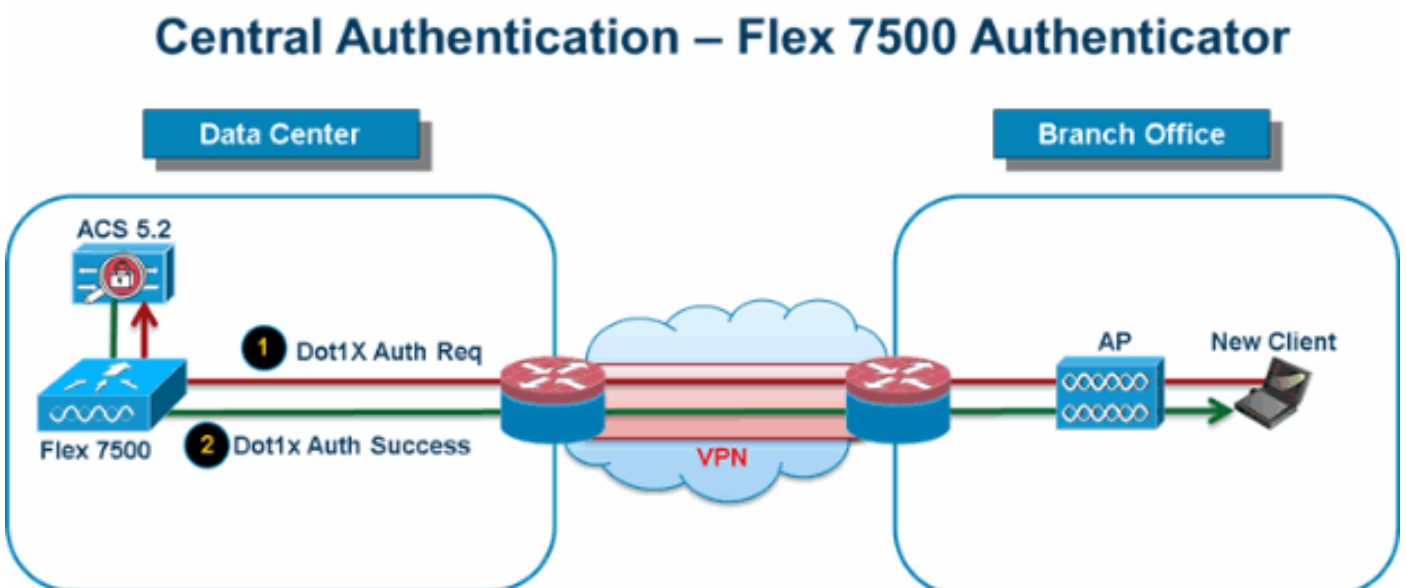 Central Authentication – Flex 7500 Authenticator
Data Center
Branch Office
ACS 5.2
1 Dot1X Auth Req
AP
New Client
Flex 7500
2 Dot1x Auth Success
VPN